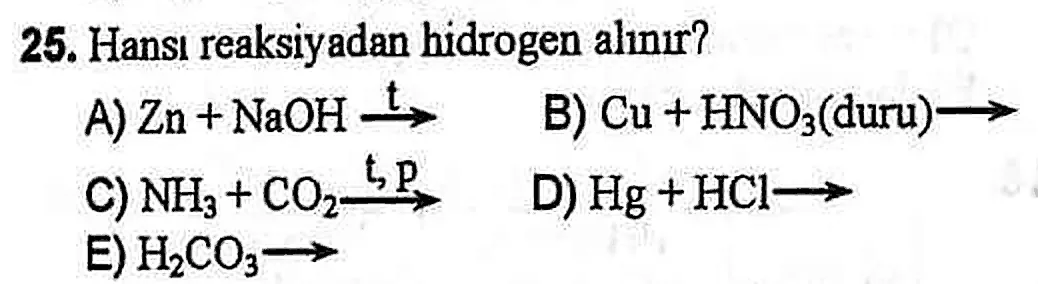 25. Hansı reaksiyadan hidrogen alınır?
A) Zn + NaOH —t→ B) Cu + HNO₃(duru)→
C) NH₃ + CO₂ —t, p→ D) Hg + HCl→
E) H₂CO₃→